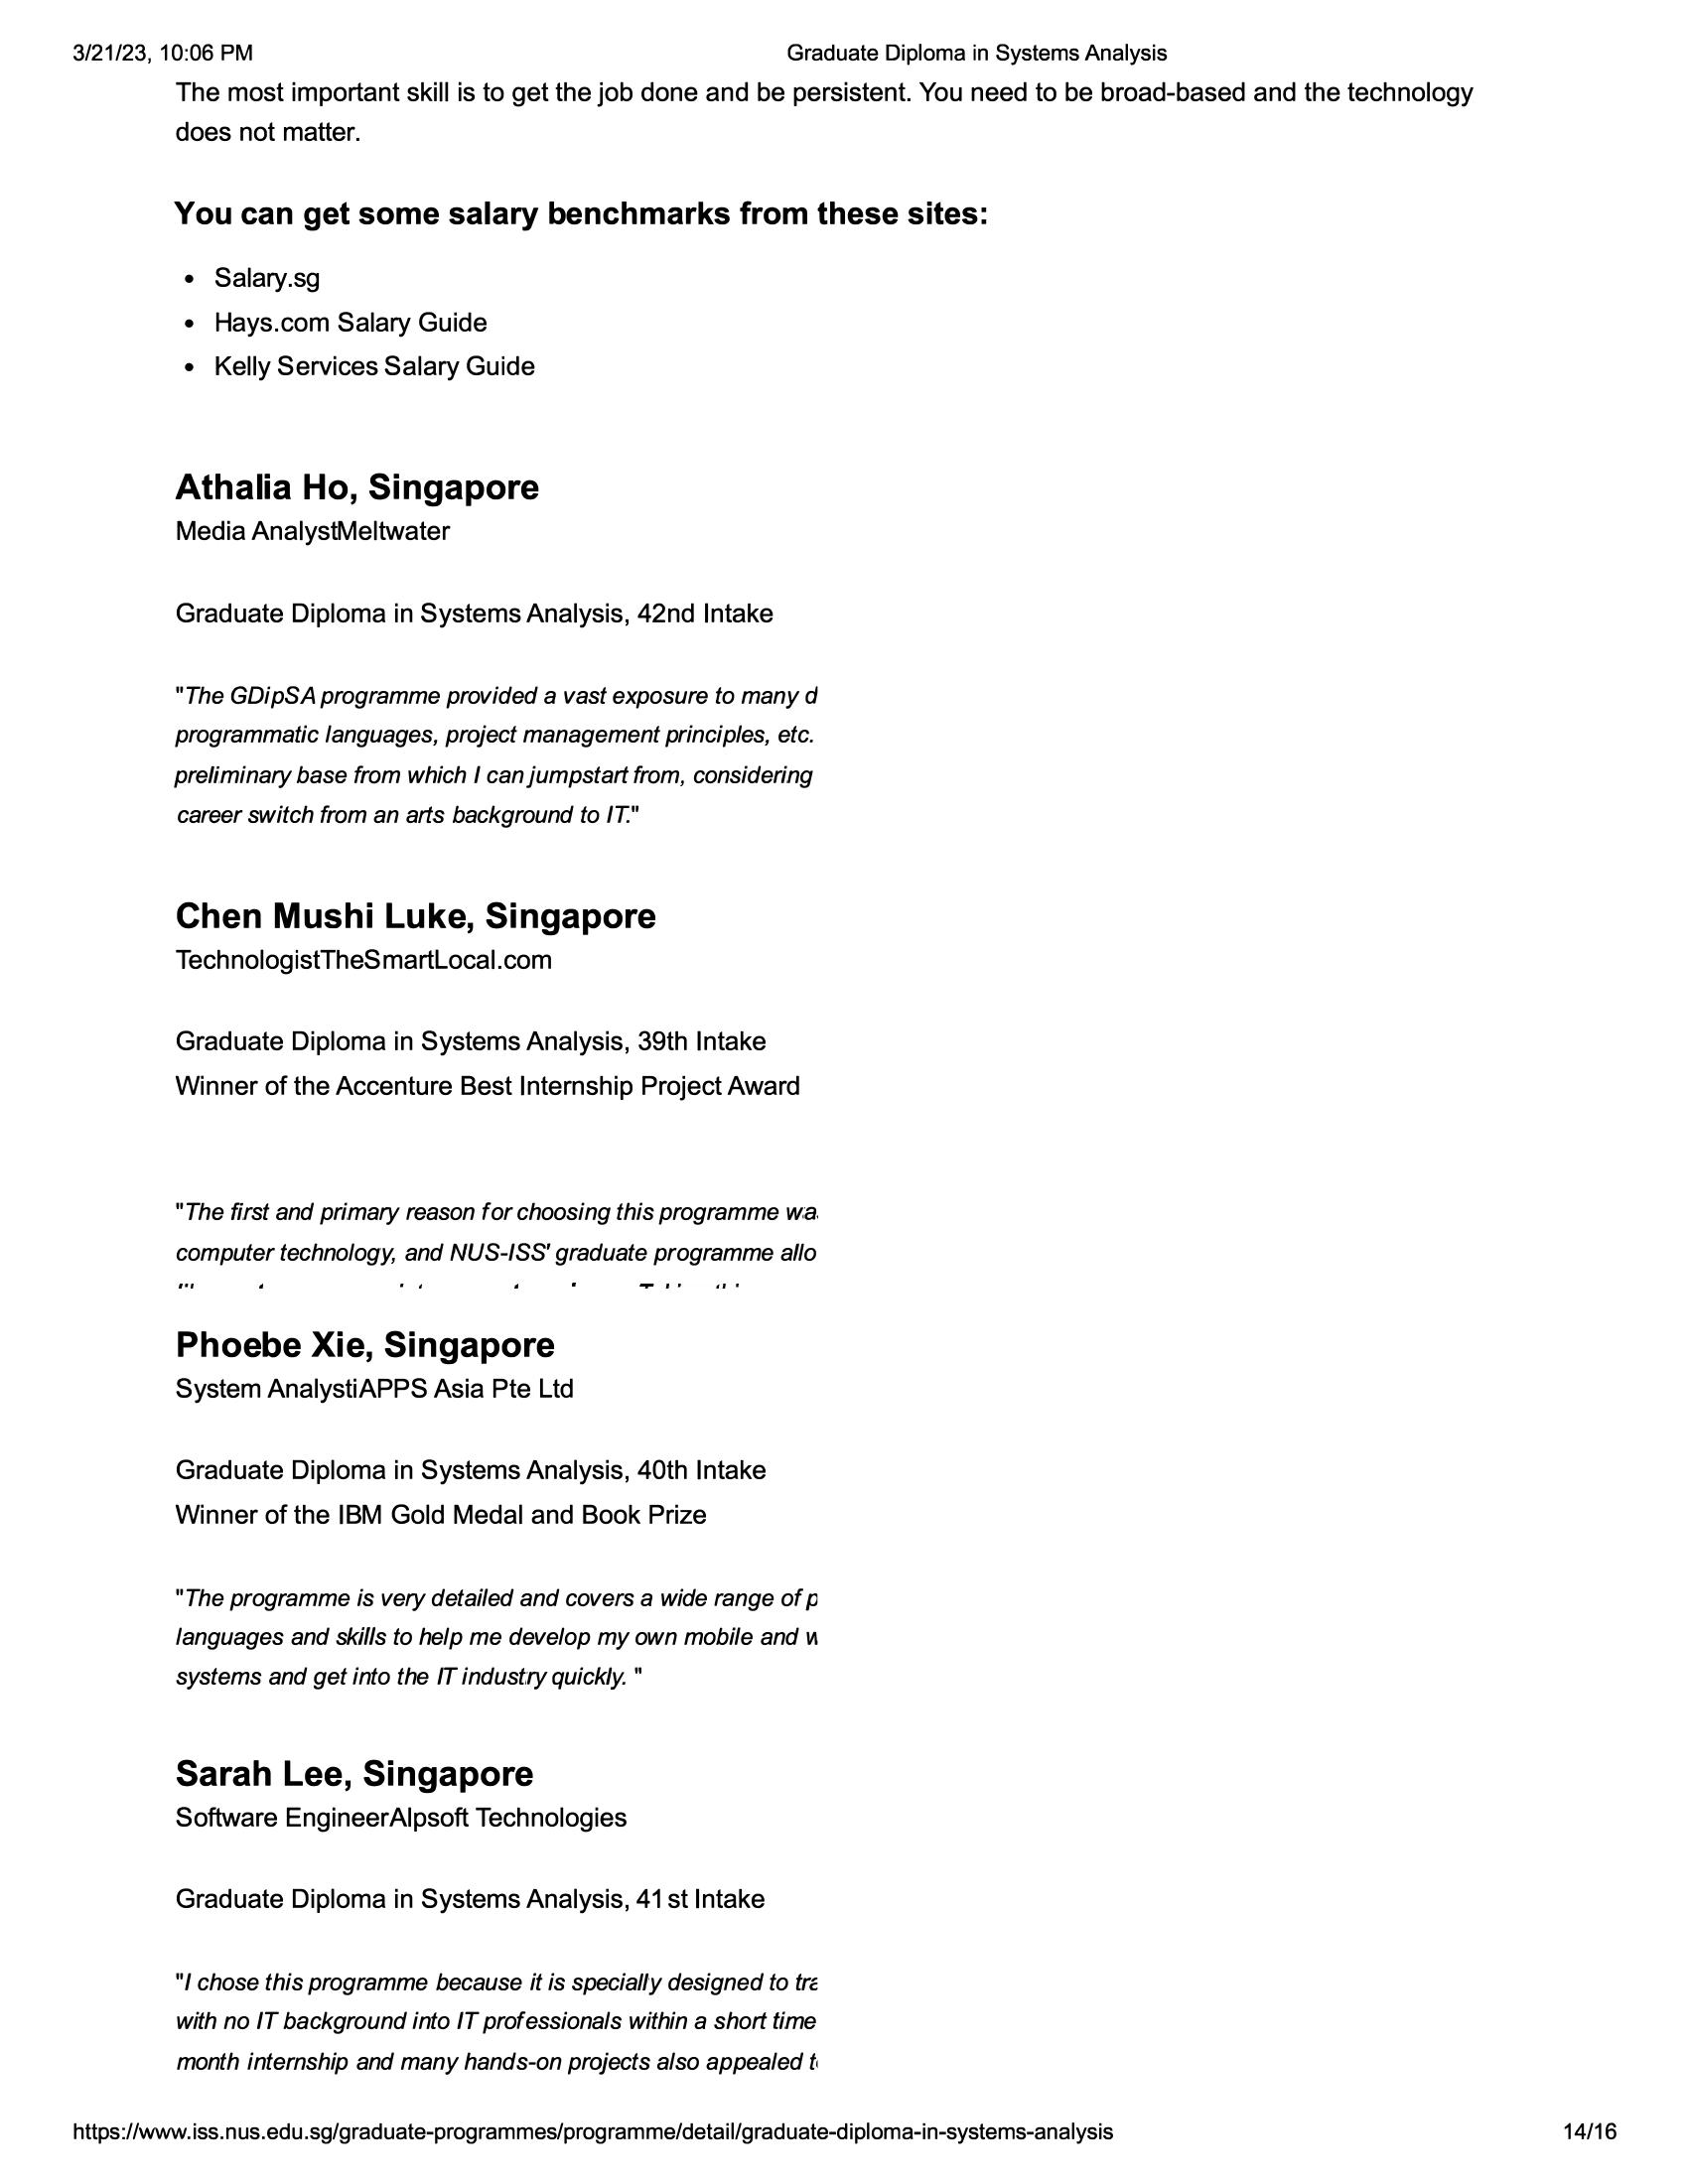 3/21/23, 10:06 PM Graduate Diploma in Systems Analysis
The most important skill is to get the job done and be persistent. You need to be broad-based and the technology
does not matter.
You can get some salary benchmarks from these sites:
• Salary.sg
• Hays.com Salary Guide
• Kelly Services Salary Guide
Athalia Ho, Singapore
Media AnalystMeltwater
Graduate Diploma in Systems Analysis, 42nd Intake
"The GDipSA programme provided a vast exposure to many d
programmatic languages, project management principles, etc.
preliminary base from which I can jumpstart from, considering
career switch from an arts background to IT."
Chen Mushi Luke, Singapore
TechnologistTheSmartLocal.com
Graduate Diploma in Systems Analysis, 39th Intake
Winner of the Accenture Best Internship Project Award
"The first and primary reason for choosing this programme wa
computer technology, and NUS-ISS' graduate programme allo
Phoebe Xie, Singapore
System AnalystiAPPS Asia Pte Ltd
Graduate Diploma in Systems Analysis, 40th Intake
Winner of the IBM Gold Medal and Book Prize
"The programme is very detailed and covers a wide range of p
languages and skills to help me develop my own mobile and w
systems and get into the IT industry quickly. "
Sarah Lee, Singapore
Software EngineerAlpsoft Technologies
Graduate Diploma in Systems Analysis, 41st Intake
"I chose this programme because it is specially designed to tra
with no IT background into IT professionals within a short time
month internship and many hands-on projects also appealed t
https://www.iss.nus.edu.sg/graduate-programmes/programme/detail/graduate-diploma-in-systems-analysis 14/16